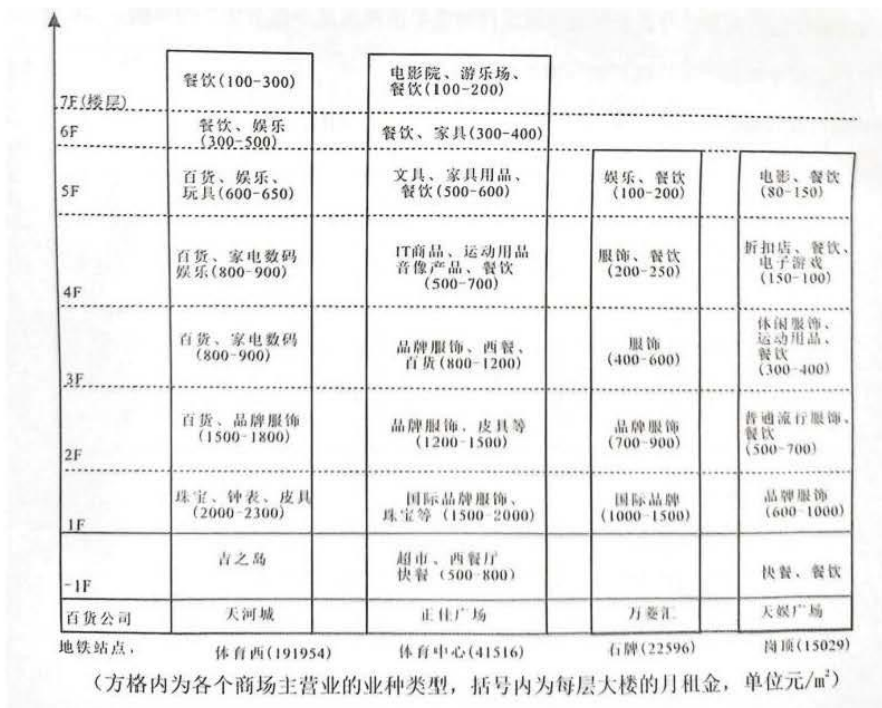 餐饮(100-300)
电影院、游乐场、
餐饮(100-200)
7F(楼层)
6F
餐饮、娱乐
(300-500)
餐饮、家具(300-400)
5F
百货、娱乐、
玩具(600-650)
文具、家具用品、
餐饮(500-600)
娱乐、餐饮
(100-200)
电影、餐饮
(80-150)
4F
百货、家电数码
娱乐(800-900)
IT商品、运动用品
音像产品、餐饮
(500-700)
服饰、餐饮
(200-250)
折扣店、餐饮、
电子游戏
(150-100)
3F
百货、家电数码
(800-900)
品牌服饰、西餐、
百货(800-1200)
服饰
(400-600)
休闲服饰、
运动用品、
餐饮
(300-400)
2F
百货、品牌服饰
(1500-1800)
品牌服饰、皮具等
(1200-1500)
品牌服饰
(700-900)
普通流行服饰、
餐饮
(500-700)
1F
珠宝、钟表、皮具
(2000-2300)
国际品牌服饰、
珠宝等 (1500-2000)
国际品牌
(1000-1500)
品牌服饰
(600-1000)
-1F
吉之岛
超市、西餐厅
快餐 (500-800)
快餐、餐饮
百货公司
天河城
正佳广场
万菱汇
天娱广场
地铁站点,
体育西(191954)
体育中心(41516)
石牌(22596)
岗顶(15029)
(方格内为各个商场主营业的业种类型，括号内为每层大楼的月租金，单位元/㎡)